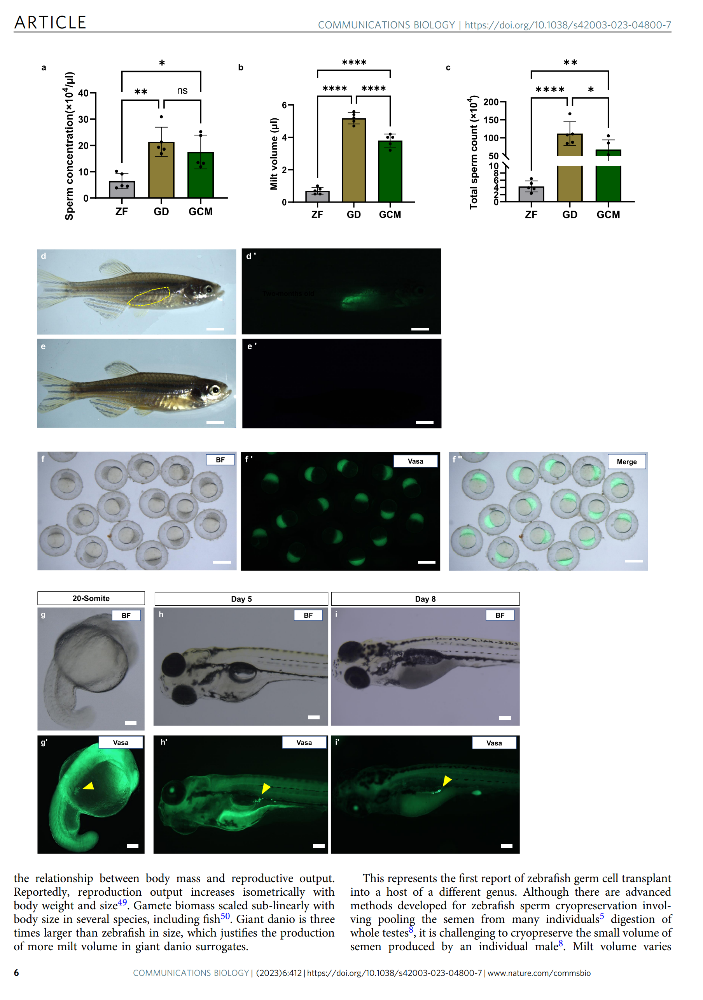 ARTICLE
COMMUNICATIONS BIOLOGY | https://doi.org/10.1038/s42003-023-04800-7
a
Sperm concentration(×10⁴/µl)
40
30
20
10
0
*
**
ns
ZF GD GCM
b
Milt volume (µl)
6
4
2
0
****
**** ****
ZF GD GCM
c
Total sperm count (×10⁴)
200
150
100
50
10
8
6
4
2
0
**
**** *
ZF GD GCM
d
d '
Two-months old
e
e '
f
BF
f '
Vasa
f ''
Merge
20-Somite
Day 5
Day 8
g
BF
h
BF
i
BF
g'
Vasa
h'
Vasa
i'
Vasa
the relationship between body mass and reproductive output.
Reportedly, reproduction output increases isometrically with
body weight and size49. Gamete biomass scaled sub-linearly with
body size in several species, including fish50. Giant danio is three
times larger than zebrafish in size, which justifies the production
of more milt volume in giant danio surrogates.
This represents the first report of zebrafish germ cell transplant
into a host of a different genus. Although there are advanced
methods developed for zebrafish sperm cryopreservation invol-
ving pooling the semen from many individuals5 digestion of
whole testes8, it is challenging to cryopreserve the small volume of
semen produced by an individual male8. Milt volume varies
6
COMMUNICATIONS BIOLOGY | (2023)6:412 | https://doi.org/10.1038/s42003-023-04800-7 | www.nature.com/commsbio